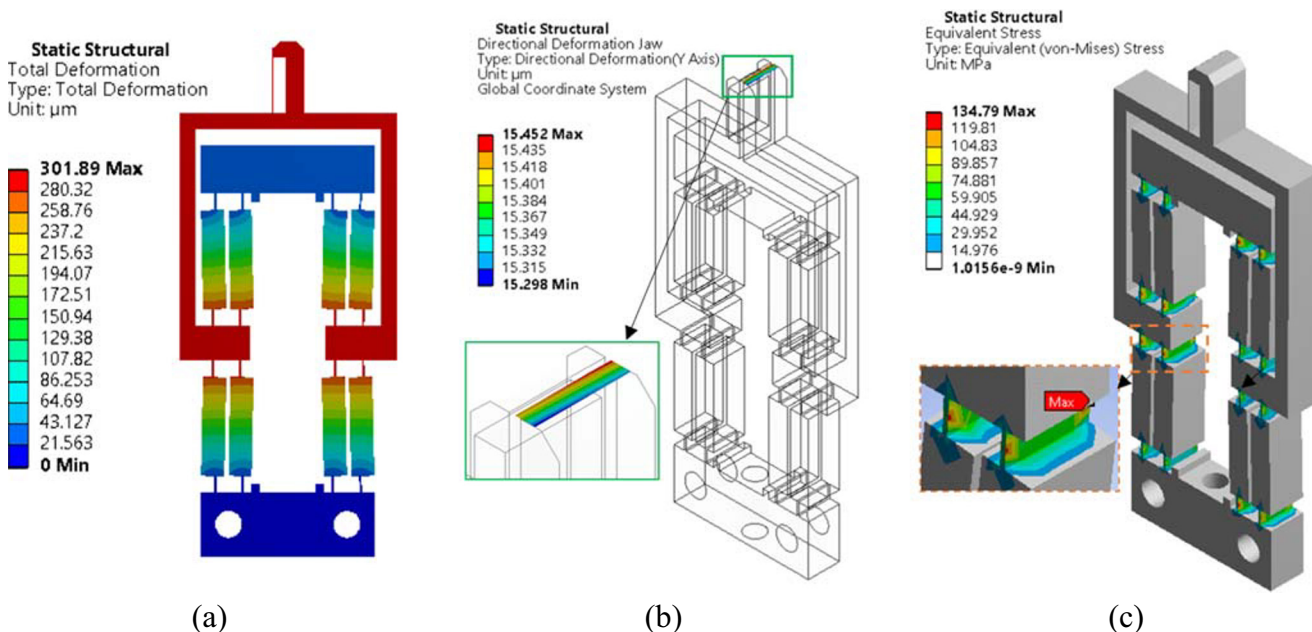 Static Structural
Total Deformation
Type: Total Deformation
Unit: µm
301.89 Max
280.32
258.76
237.2
215.63
194.07
172.51
150.94
129.38
107.82
86.253
64.69
43.127
21.563
0 Min
(a)
Static Structural
Directional Deformation Jaw
Type: Directional Deformation(Y Axis)
Unit: µm
Global Coordinate System
15.452 Max
15.435
15.418
15.401
15.384
15.367
15.349
15.332
15.315
15.298 Min
(b)
Static Structural
Equivalent Stress
Type: Equivalent (von-Mises) Stress
Unit: MPa
134.79 Max
119.81
104.83
89.857
74.881
59.905
44.929
29.952
14.976
1.0156e-9 Min
Max
(c)